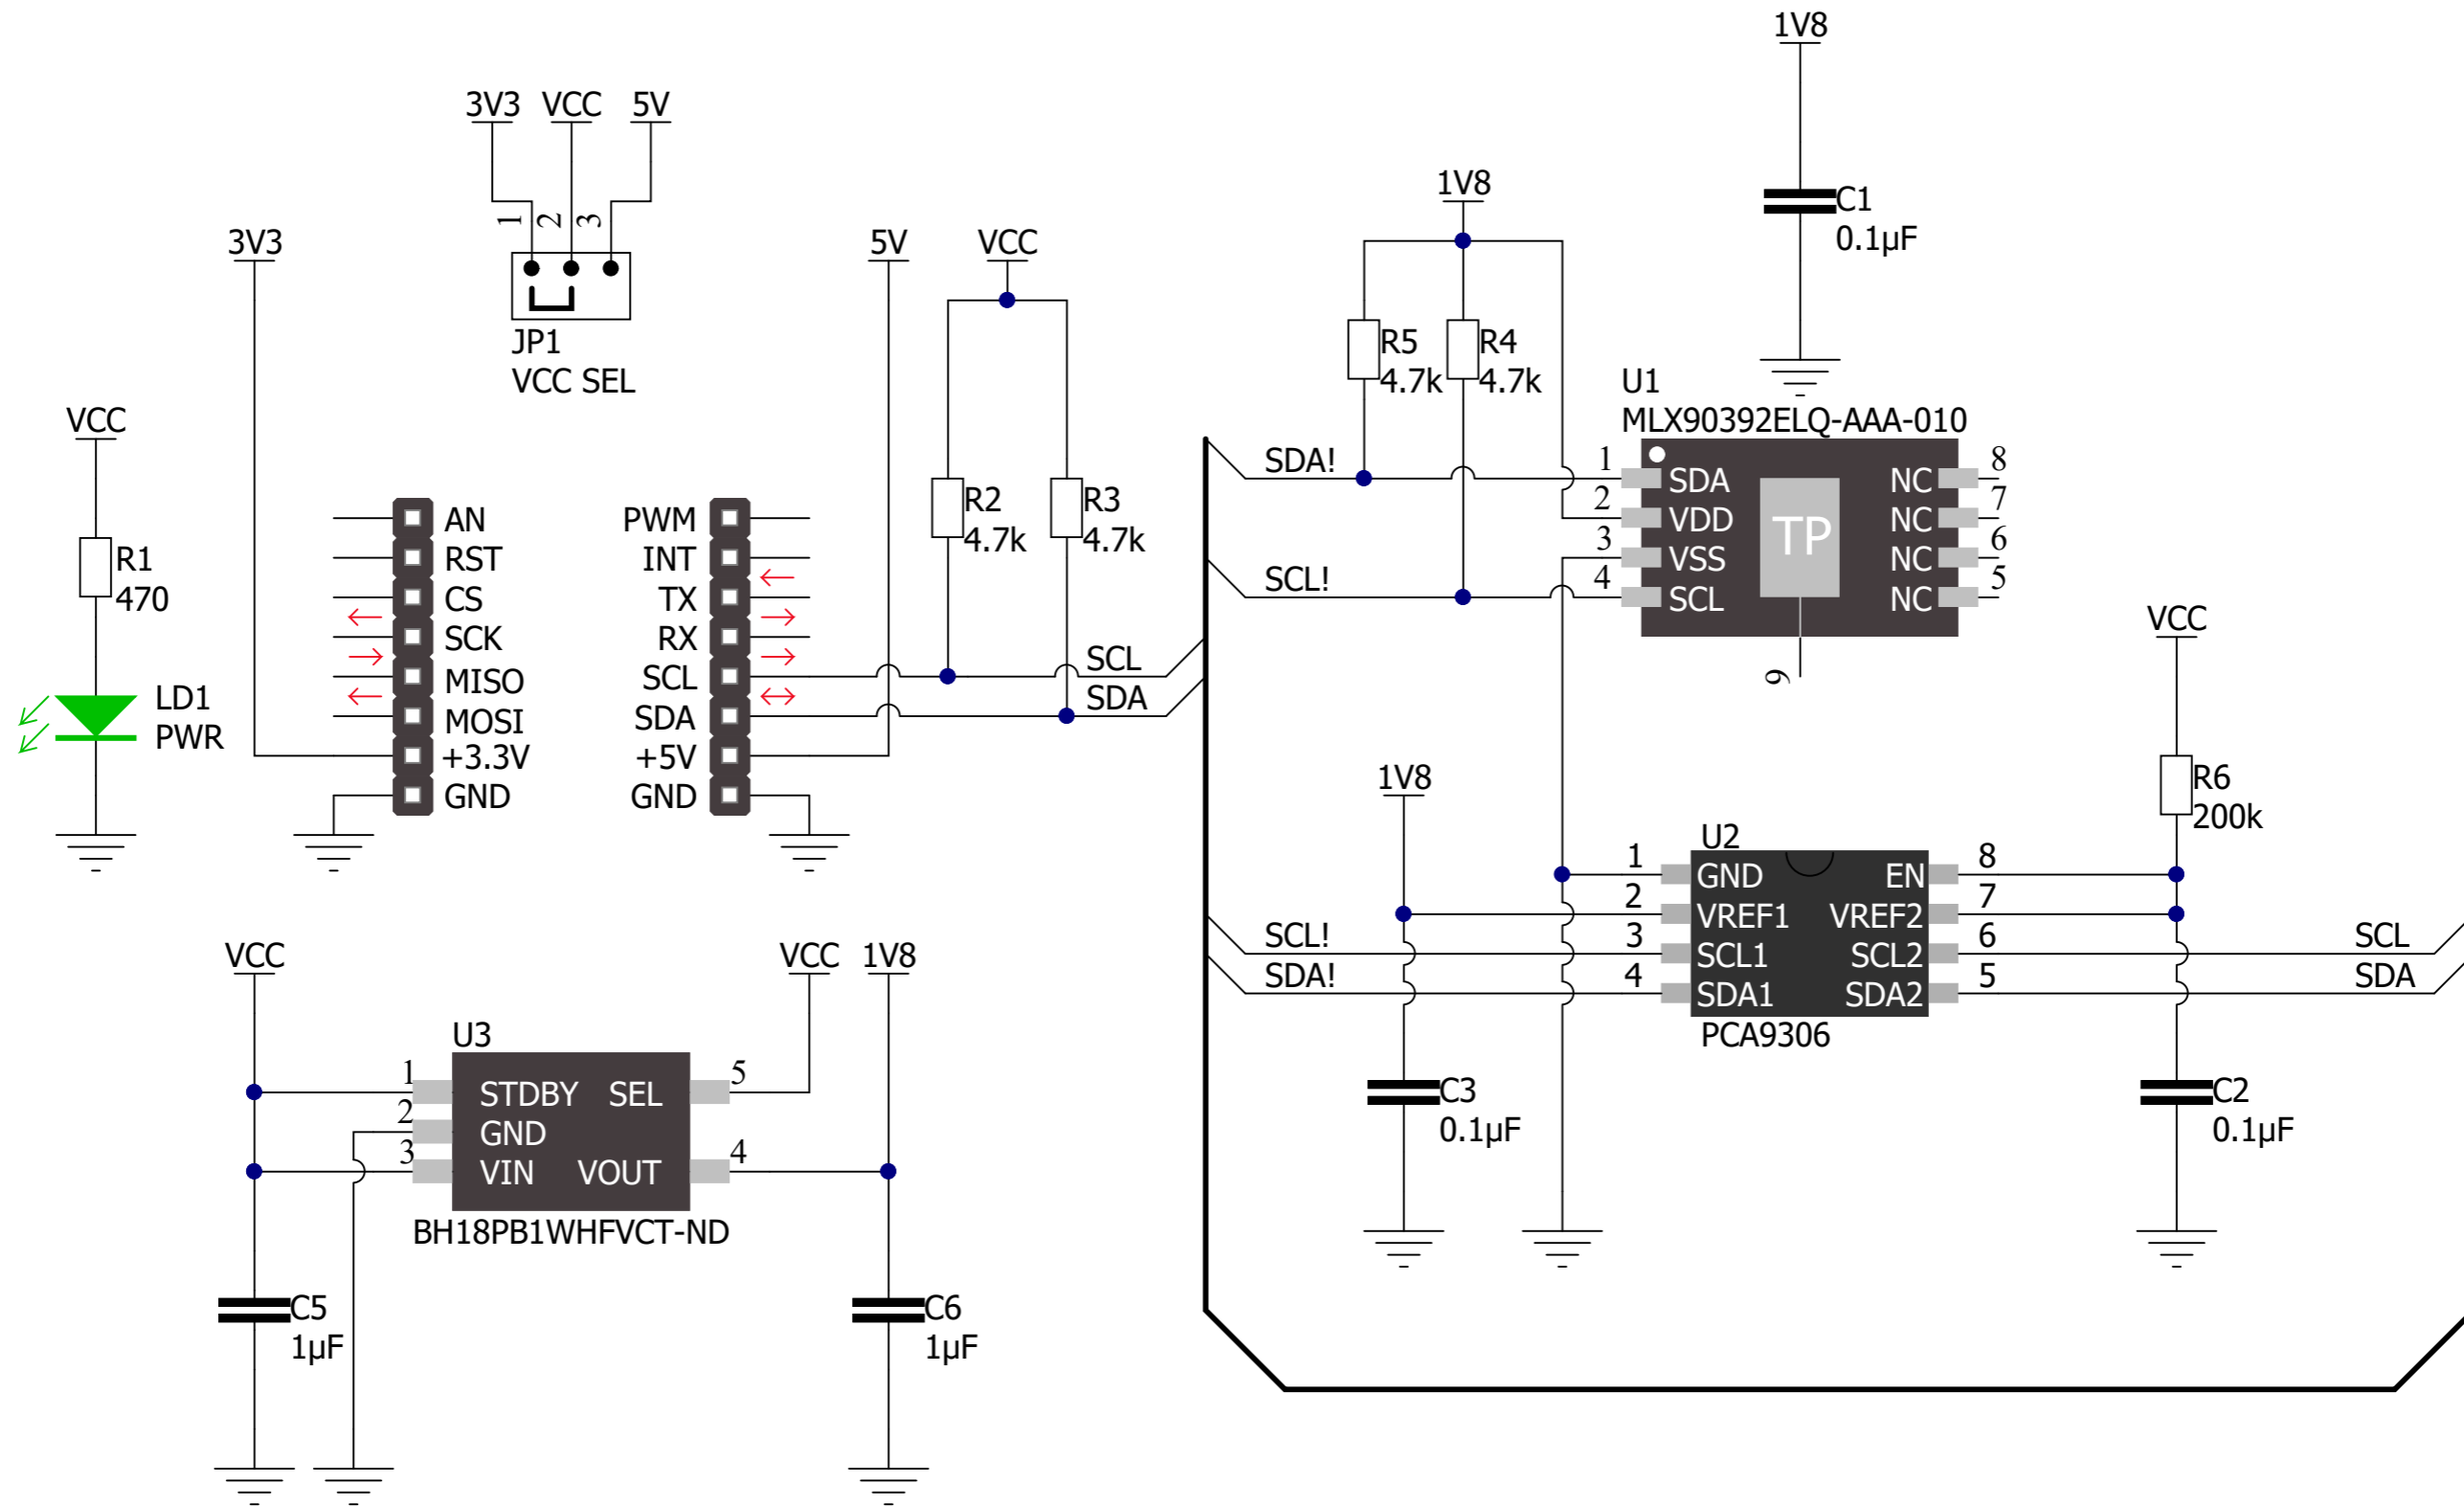 1V8
C1
0.1µF
3V3 VCC 5V
1 2 3
JP1
VCC SEL
3V3
5V
VCC
1V8
R5
4.7k
R4
4.7k
U1
MLX90392ELQ-AAA-010
1 SDA NC 8
2 VDD NC 7
3 VSS NC 6
4 SCL NC 5
TP
9
SDA!
SCL!
VCC
R1
470
LD1
PWR
AN PWM
RST INT
CS TX
SCK RX
MISO SCL
MOSI SDA
+3.3V +5V
GND GND
R2
4.7k
R3
4.7k
SCL
SDA
VCC
R6
200k
1V8
U2
1 GND EN 8
2 VREF1 VREF2 7
3 SCL1 SCL2 6
4 SDA1 SDA2 5
PCA9306
SCL!
SDA!
SCL
SDA
C3
0.1µF
C2
0.1µF
VCC
VCC 1V8
U3
1 STDBY SEL 5
2 GND
3 VIN VOUT 4
BH18PB1WHFVCT-ND
C5
1µF
C6
1µF